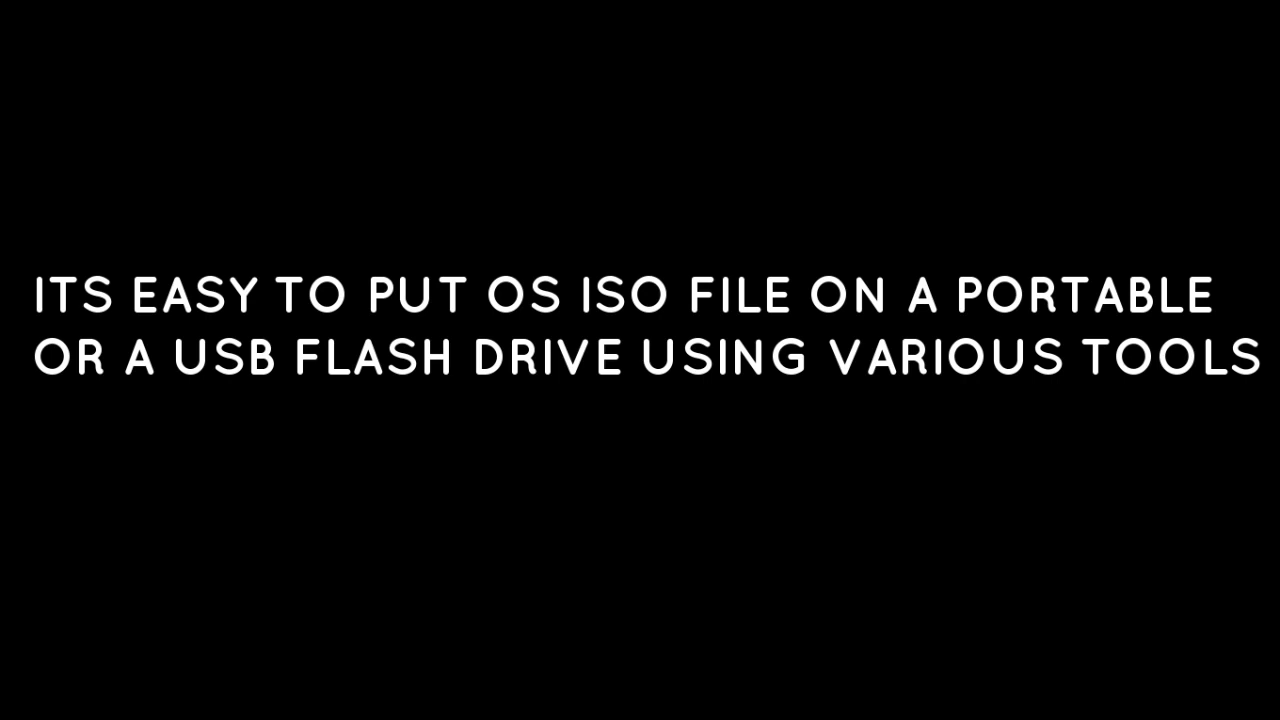 ITS EASY TO PUT OS ISO FILE ON A PORTABLE
OR A USB FLASH DRIVE USING VARIOUS TOOLS